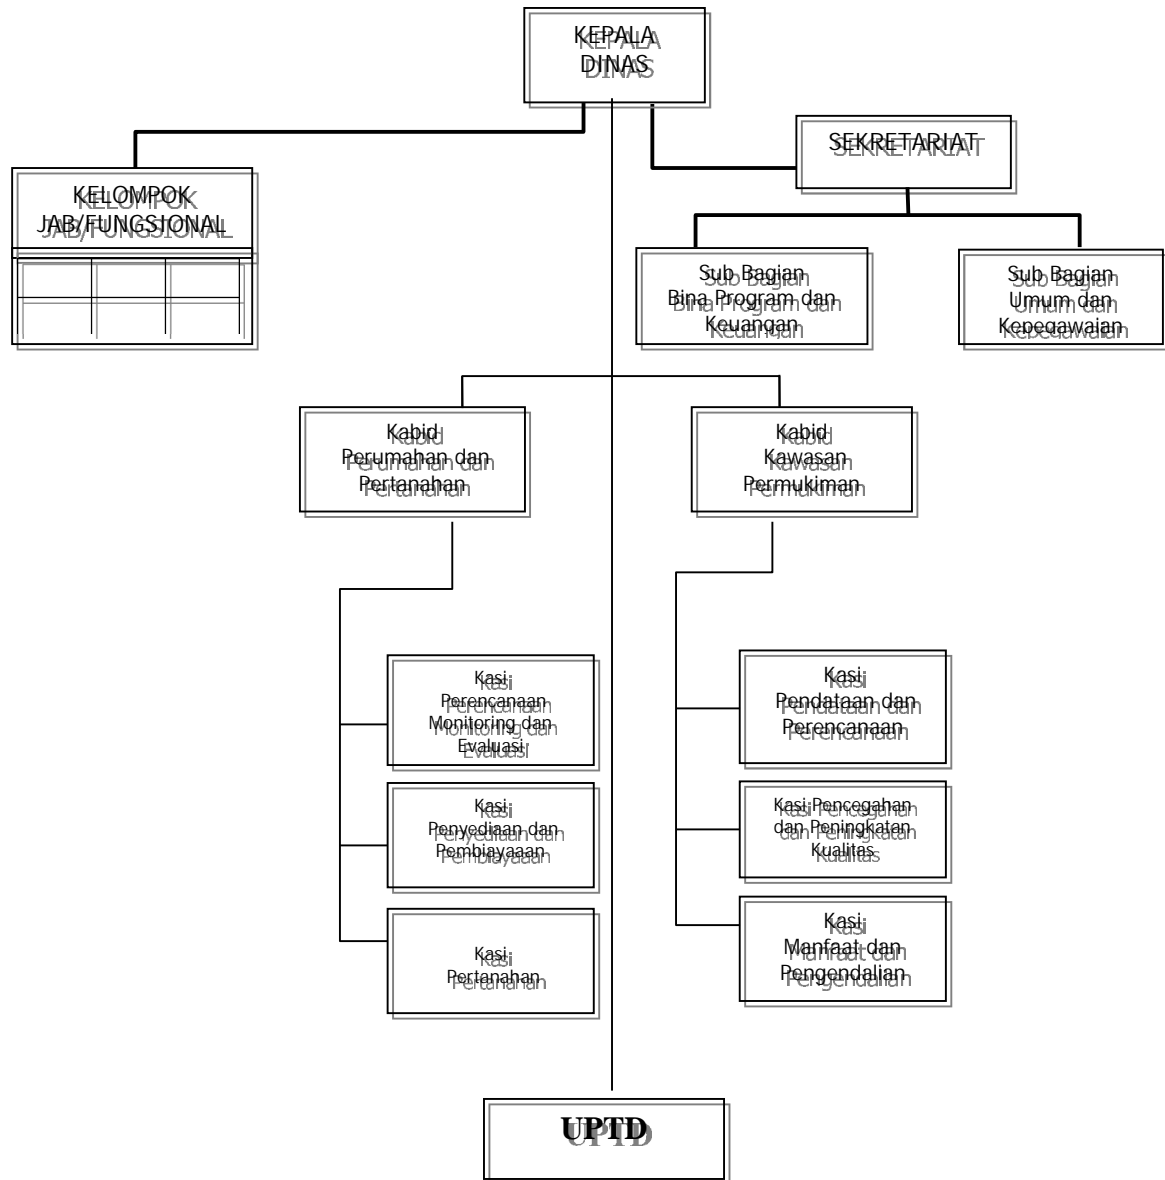 KEPALA
DINAS
SEKRETARIAT
KELOMPOK
JAB/FUNGSIONAL
Sub Bagian
Bina Program dan
Keuangan
Sub Bagian
Umum dan
Kepegawaian
Kabid
Perumahan dan
Pertanahan
Kabid
Kawasan
Permukiman
Kasi
Perencanaan
Monitoring dan
Evaluasi
Kasi
Penyediaan dan
Pembiayaaan
Kasi
Pertanahan
Kasi
Pendataan dan
Perencanaan
Kasi Pencegahan
dan Peningkatan
Kualitas
Kasi
Manfaat dan
Pengendalian
UPTD